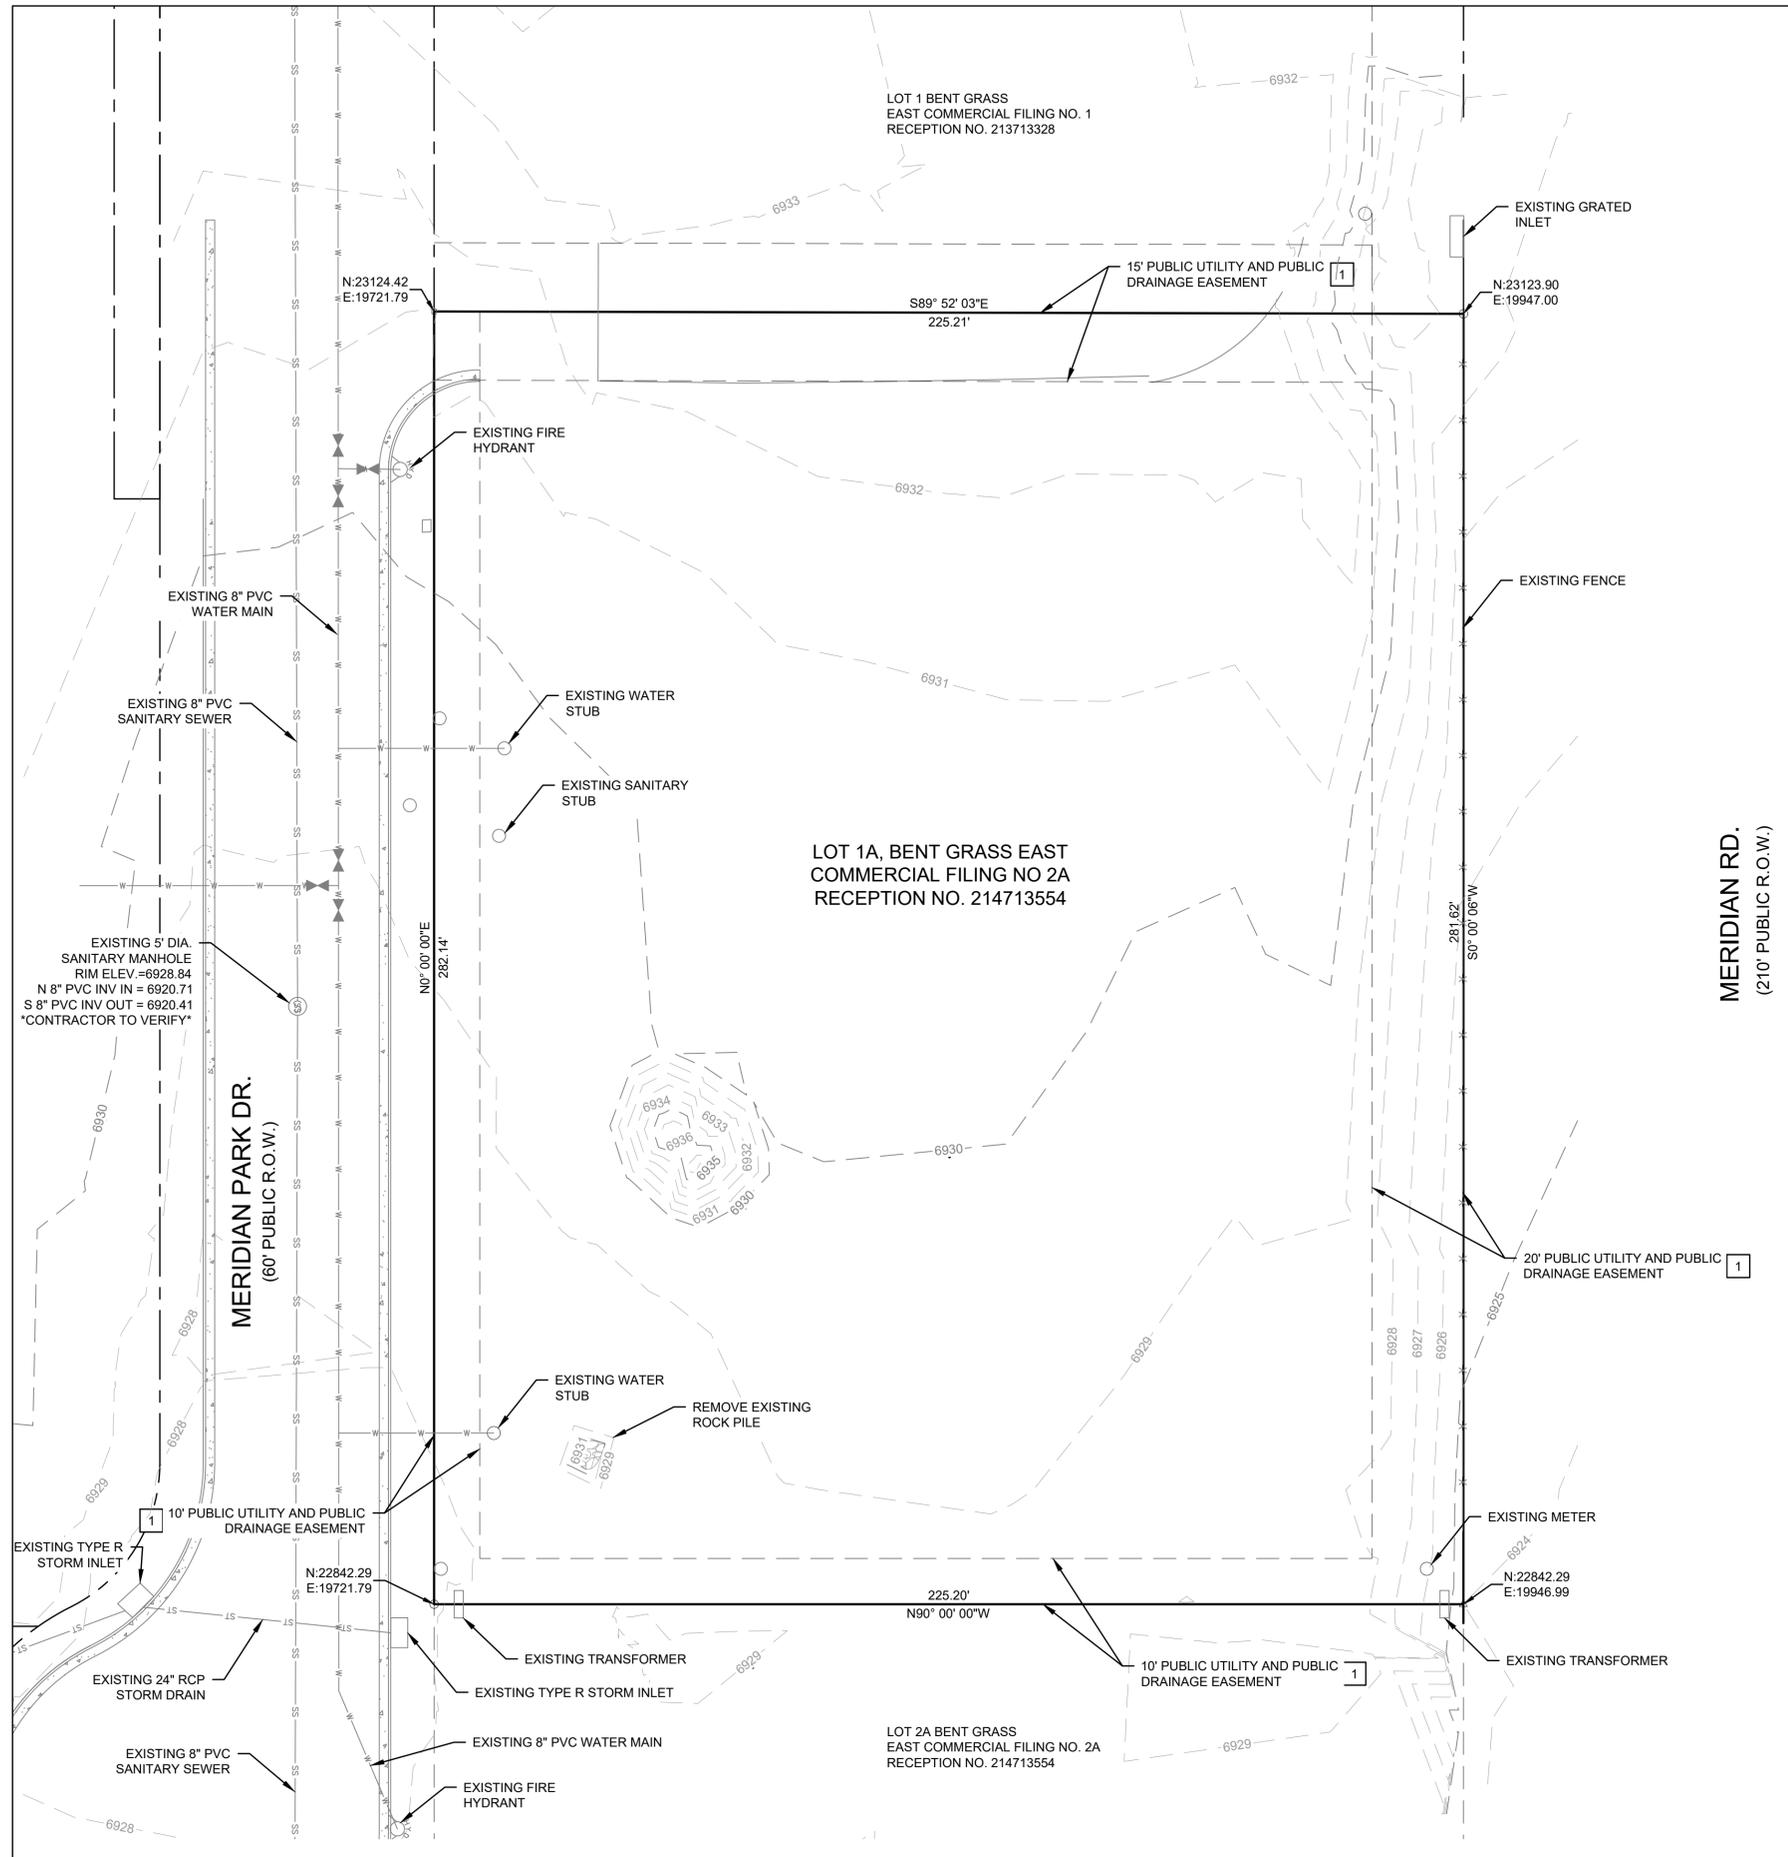 LOT 1 BENT GRASS
EAST COMMERCIAL FILING NO. 1
RECEPTION NO. 213713328
6932
6933
EXISTING GRATED
INLET
N:23124.42
E:19721.79
15' PUBLIC UTILITY AND PUBLIC
DRAINAGE EASEMENT
1
N:23123.90
E:19947.00
S89° 52' 03"E
225.21'
EXISTING FIRE
HYDRANT
6932
EXISTING 8" PVC
WATER MAIN
EXISTING FENCE
6931
EXISTING 8" PVC
SANITARY SEWER
EXISTING WATER
STUB
EXISTING SANITARY
STUB
LOT 1A, BENT GRASS EAST
COMMERCIAL FILING NO 2A
RECEPTION NO. 214713554
MERIDIAN RD.
(210' PUBLIC R.O.W.)
N0° 00' 00"E
282.14'
281.62'
S0° 00' 06"W
EXISTING 5' DIA.
SANITARY MANHOLE
RIM ELEV.=6928.84
N 8" PVC INV IN = 6920.71
S 8" PVC INV OUT = 6920.41
*CONTRACTOR TO VERIFY*
SS
MERIDIAN PARK DR.
(60' PUBLIC R.O.W.)
6930
6934
6933
6936
6935
6932
6931
6930
6930
20' PUBLIC UTILITY AND PUBLIC
DRAINAGE EASEMENT
1
6928
6929
6928
6927
6926
6925
EXISTING WATER
STUB
REMOVE EXISTING
ROCK PILE
6931
6929
6928
6929
1
10' PUBLIC UTILITY AND PUBLIC
DRAINAGE EASEMENT
EXISTING METER
6924
EXISTING TYPE R
STORM INLET
N:22842.29
E:19721.79
225.20'
N90° 00' 00"W
N:22842.29
E:19946.99
ST
ST
ST
ST
ST
EXISTING TRANSFORMER
6929
10' PUBLIC UTILITY AND PUBLIC
DRAINAGE EASEMENT
1
EXISTING TRANSFORMER
EXISTING 24" RCP
STORM DRAIN
EXISTING TYPE R STORM INLET
LOT 2A BENT GRASS
EAST COMMERCIAL FILING NO. 2A
RECEPTION NO. 214713554
6929
EXISTING 8" PVC WATER MAIN
EXISTING 8" PVC
SANITARY SEWER
EXISTING FIRE
HYDRANT
6928